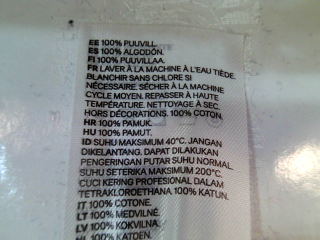 EE 100% PUUVILL.
ES 100% ALGODÓN.
FI 100% PUUVILLAA.
FR LAVER À LA MACHINE À L'EAU TIÈDE.
BLANCHIR SANS CHLORE SI
NÉCESSAIRE. SÉCHER À LA MACHINE
CYCLE MOYEN. REPASSER À HAUTE
TEMPÉRATURE. NETTOYAGE À SEC.
HORS DÉCORATIONS. 100% COTON.
HR 100% PAMUK.
HU 100% PAMUT.
ID SUHU MAKSIMUM 40°C. JANGAN
DIKELANTANG. DAPAT DILAKUKAN
PENGERINGAN PUTAR SUHU NORMAL.
SUHU SETERIKA MAKSIMUM 200°C.
CUCI KERING PROFESIONAL DALAM
TETRAKLOROETHANA 100% KATUN.
IT 100% COTONE.
LT 100% MEDVILNĖ.
LV 100% KOKVILNA.
NL 100% KATOEN.